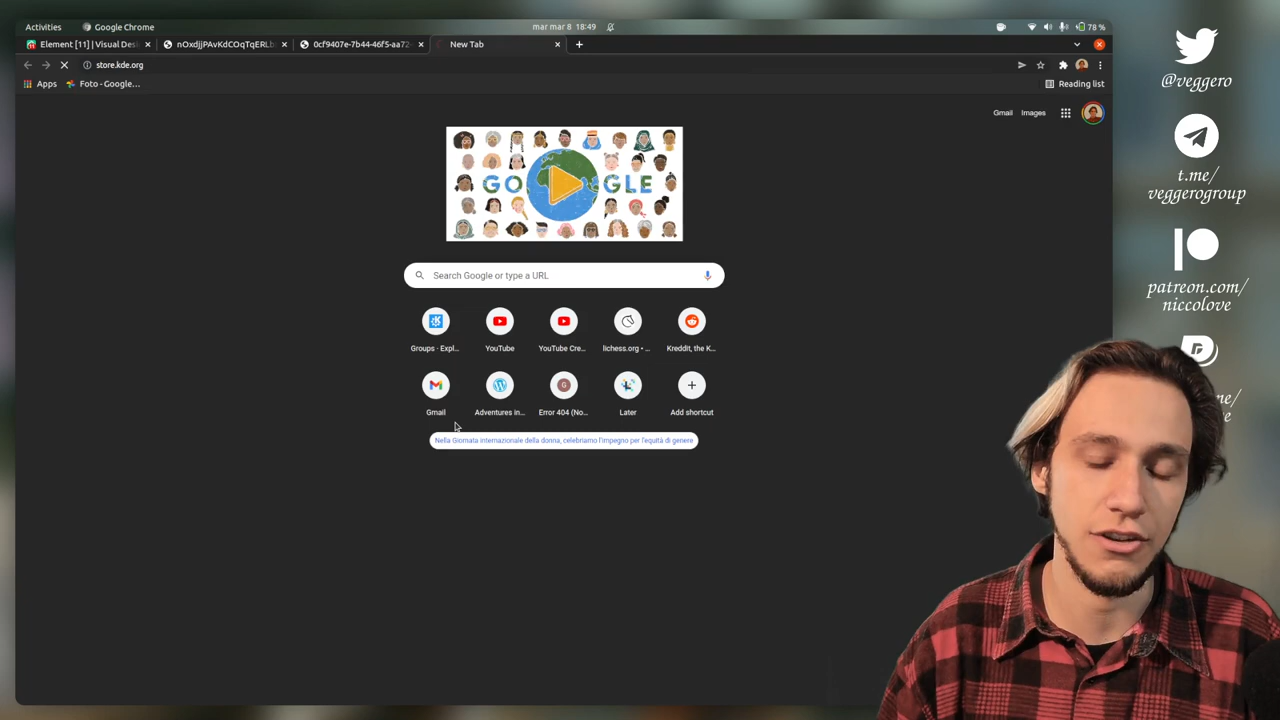 Activities
Google Chrome
mar mar 8 18:49
78 %
Element [11] | Visual Des
nOxdjjPAvKdCOqTqERLb
0cf9407e-7b44-46f5-aa72
New Tab
store.kde.org
Apps
Foto - Google...
Reading list
Gmail
Images
GO GLE
Search Google or type a URL
Groups - Expl...
YouTube
YouTube Cre...
lichess.org • ...
Kreddit, the K...
G
Gmail
Adventures in...
Error 404 (No...
Later
Add shortcut
Nella Giornata internazionale della donna, celebriamo l'impegno per l'equità di genere
@veggero
t.me/
veggerogroup
patreon.com/
niccolove